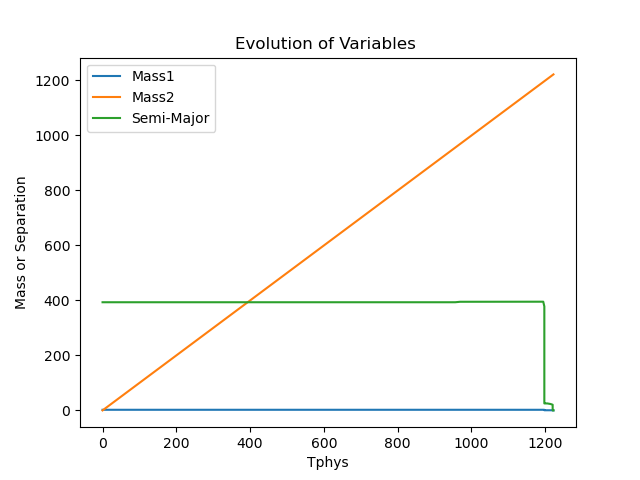 Evolution of Variables
Mass1
Mass2
Semi-Major
1200
1000
800
600
400
200
0
Mass or Separation
0 200 400 600 800 1000 1200
Tphys